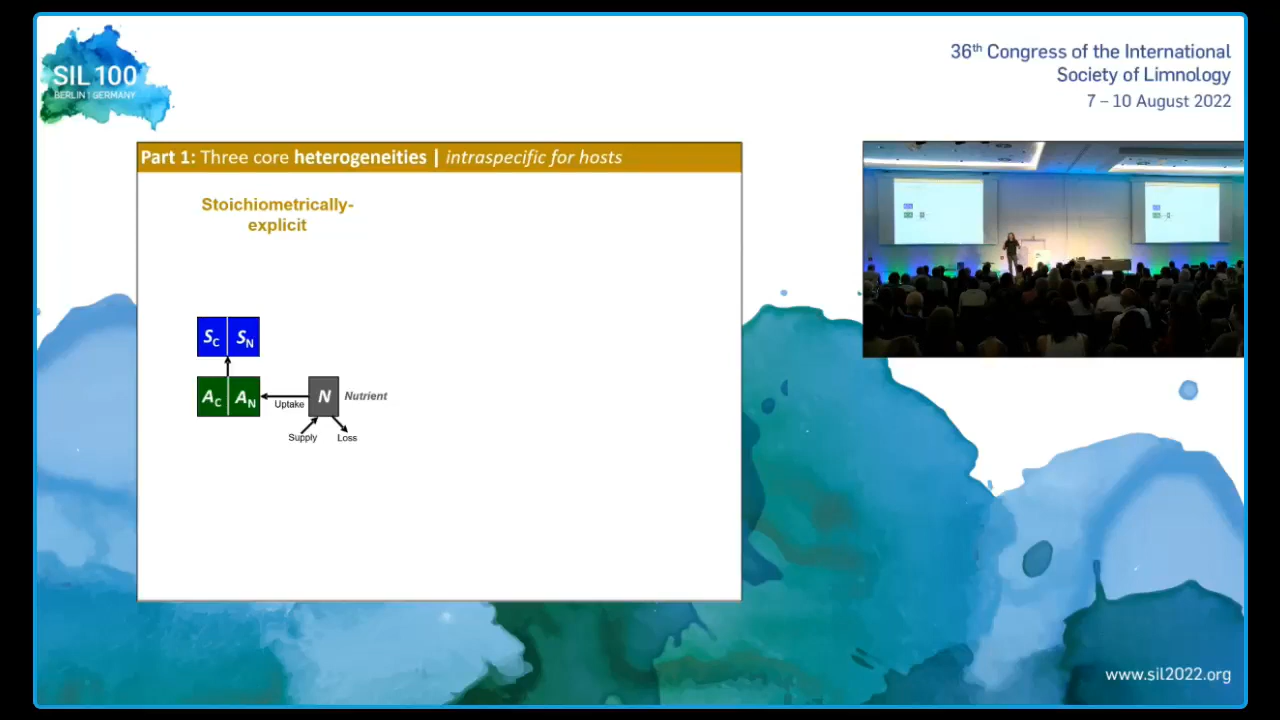 SIL 100
BERLIN | GERMANY
36th Congress of the International
Society of Limnology
7 – 10 August 2022
Part 1: Three core heterogeneities | intraspecific for hosts
Stoichiometrically-
explicit
SC SN
AC AN
Uptake
N
Nutrient
Supply
Loss
www.sil2022.org